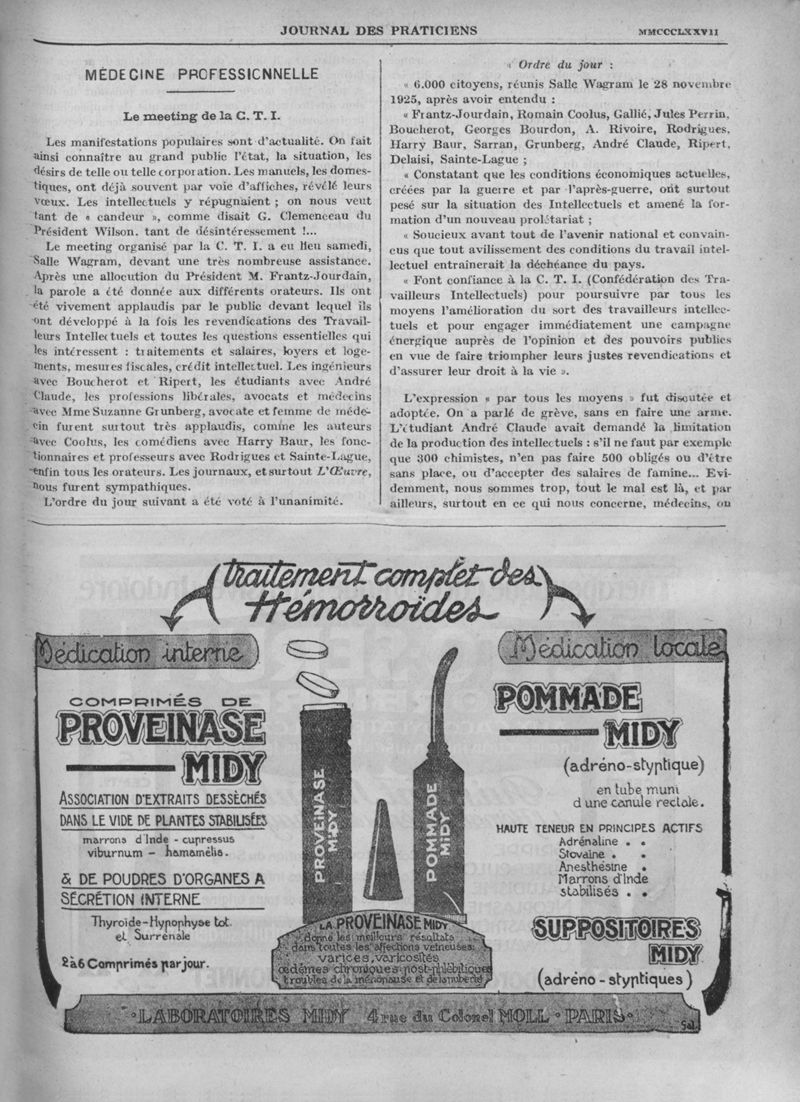 JOURNAL DES PRATICIENS
MMCCCLXXVII
MÉDECINE PROFESSIONNELLE
Le meeting de la C. T. I.
Les manifestations populaires sont d'actualité. On fait
ainsi connaître au grand public l'état, la situation, les
désirs de telle ou telle corporation. Les manuels, les domes-
tiques, ont déjà souvent par voie d'affiches, révélé leurs
vœux. Les intellectuels y répugnaient ; on nous veut
tant de « candeur », comme disait G. Clemenceau du
Président Wilson. tant de désintéressement !...
Le meeting organisé par la C. T. I. a eu lieu samedi,
Salle Wagram, devant une très nombreuse assistance.
Après une allocution du Président M. Frantz-Jourdain,
la parole a été donnée aux différents orateurs. Ils ont
été vivement applaudis par le public devant lequel ils
ont développé à la fois les revendications des Travail-
leurs Intellectuels et toutes les questions essentielles qui
les intéressent : traitements et salaires, loyers et loge-
ments, mesures fiscales, crédit intellectuel. Les ingénieurs
avec Boucherot et Ripert, les étudiants avec André
Claude, les professions libérales, avocats et médecins
avec Mme Suzanne Grunberg, avocate et femme de méde-
cin furent surtout très applaudis, comme les auteurs
avec Coolus, les comédiens avec Harry Baur, les fonc-
tionnaires et professeurs avec Rodrigues et Sainte-Lague,
enfin tous les orateurs. Les journaux, et surtout L'Œuvre,
nous furent sympathiques.
L'ordre du jour suivant a été voté à l'unanimité.
« Ordre du jour :
« 6.000 citoyens, réunis Salle Wagram le 28 novembre
1925, après avoir entendu :
« Frantz-Jourdain, Romain Coolus, Gallié, Jules Perrin,
Boucherot, Georges Bourdon, A. Rivoire, Rodrigues,
Harry Baur, Sarran, Grunberg, André Claude, Ripert,
Delaisi, Sainte-Lague ;
« Constatant que les conditions économiques actuelles,
créées par la guerre et par l'après-guerre, ont surtout
pesé sur la situation des Intellectuels et amené la for-
mation d'un nouveau prolétariat ;
« Soucieux avant tout de l'avenir national et convain-
cus que tout avilissement des conditions du travail intel-
lectuel entrainerait la déchéance du pays.
« Font confiance à la C. T. I. (Confédération des Tra-
vailleurs Intellectuels) pour poursuivre par tous les
moyens l'amélioration du sort des travailleurs intellec-
tuels et pour engager immédiatement une campagne
énergique auprès de l'opinion et des pouvoirs publics
en vue de faire triompher leurs justes revendications et
d'assurer leur droit à la vie ».
L'expression « par tous les moyens » fut discutée et
adoptée. On a parlé de grève, sans en faire une arme.
L'étudiant André Claude avait demandé la limitation
de la production des intellectuels : s'il ne faut par exemple
que 300 chimistes, n'en pas faire 500 obligés ou d'être
sans place, ou d'accepter des salaires de famine... Evi-
demment, nous sommes trop, tout le mal est là, et par
ailleurs, surtout en ce qui nous concerne, médecins, ou
traitement complet des
Hémorroïdes
Médication interne
COMPRIMÉS DE
PROVEINASE
MIDY
ASSOCIATION D'EXTRAITS DESSÈCHÉS
DANS LE VIDE DE PLANTES STABILISÉES
marrons d'Inde - cupressus
viburnum - hamamélis.
& DE POUDRES D'ORGANES A
SÉCRÉTION INTERNE
Thyroïde-Hypophyse tot.
et Surrénale
2 à 6 Comprimés par jour.
PROVEINASE
MIDY
POMMADE
MIDY
LA PROVEINASE MIDY
donne les meilleurs résultats
dans toutes les affections veineuses:
varices, varicosités
œdèmes chroniques post-phlébitiques
troubles de la ménopause et de la puberté
Médication locale
POMMADE
MIDY
(adréno-styptique)
en tube muni
d une canule rectale.
HAUTE TENEUR EN PRINCIPES ACTIFS
Adrénaline . .
Stovaïne . .
Anesthésine .
Marrons d'Inde
stabilisés . .
SUPPOSITOIRES
MIDY
(adréno-styptiques)
LABORATOIRES MIDY 4 rue du Colonel MOLL PARIS